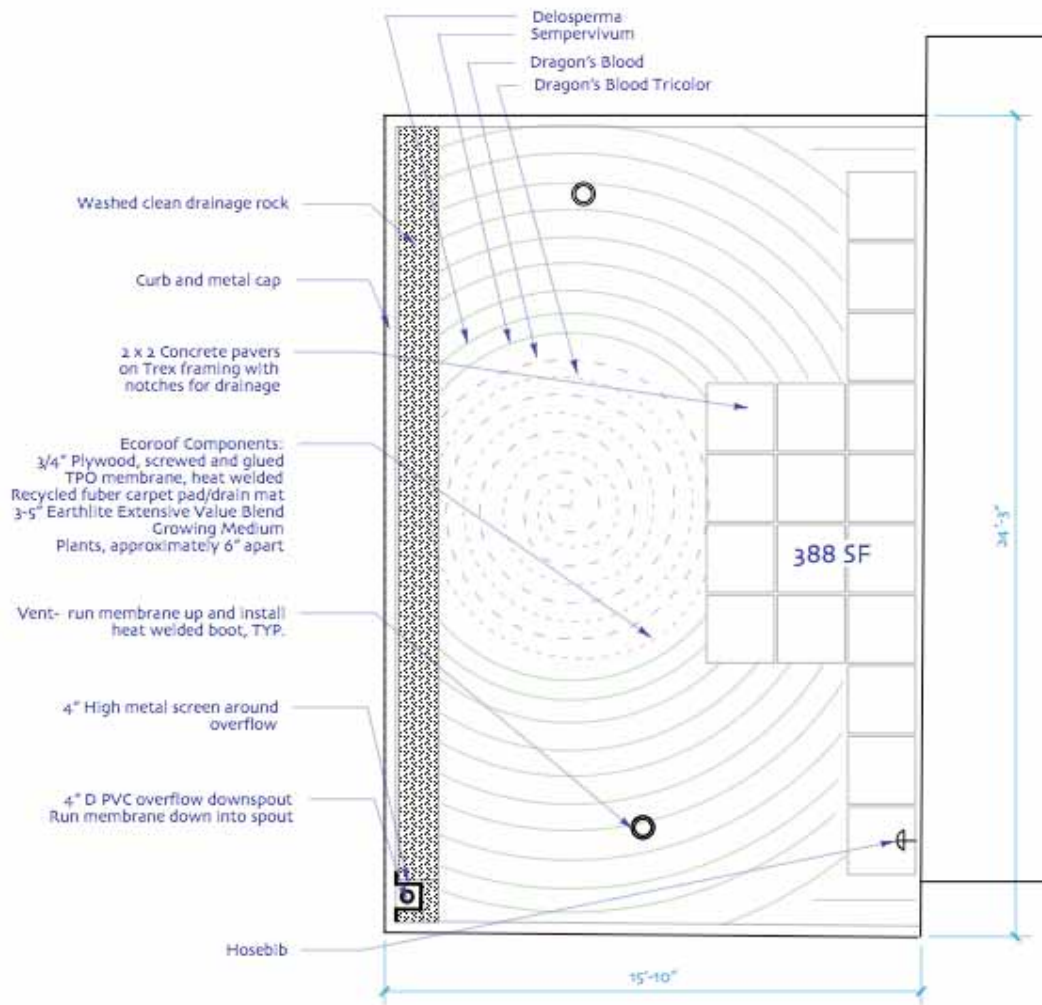 Delosperma
Sempervivum
Dragon's Blood
Dragon's Blood Tricolor
Washed clean drainage rock
Curb and metal cap
2 x 2 Concrete pavers
on Trex framing with
notches for drainage
Ecoroof Components:
3/4" Plywood, screwed and glued
TPO membrane, heat welded
Recycled fuber carpet pad/drain mat
3-5" Earthlite Extensive Value Blend
Growing Medium
Plants, approximately 6" apart
388 SF
24'-3"
Vent- run membrane up and install
heat welded boot, TYP.
4" High metal screen around
overflow
4" D PVC overflow downspout
Run membrane down into spout
Hosebib
15'-10"